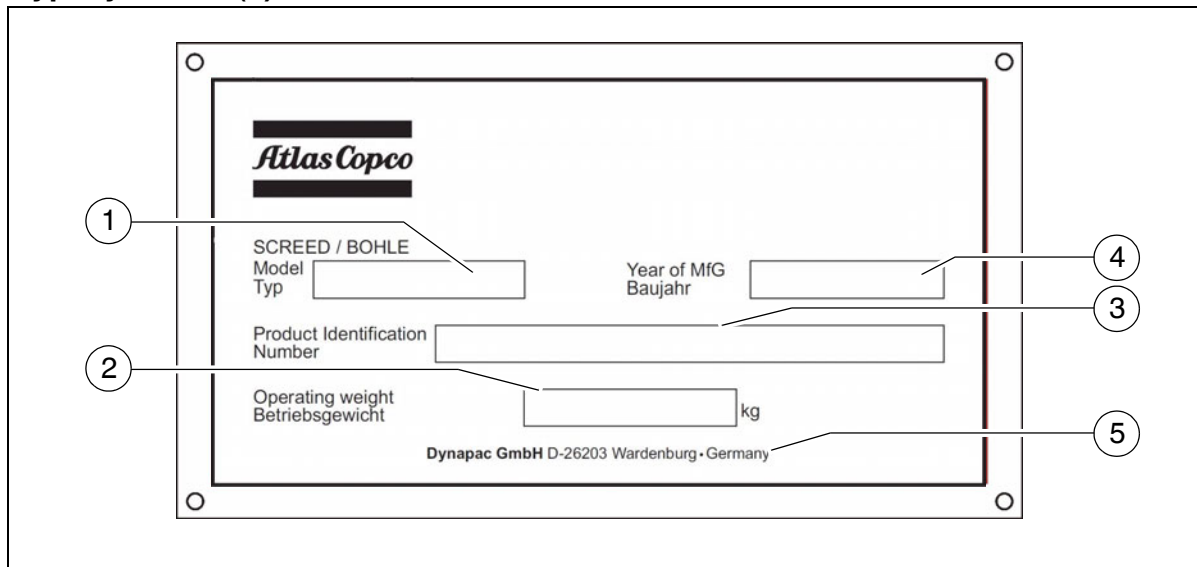 Atlas Copco
SCREED / BOHLE
Model
Typ
Year of MfG
Baujahr
Product Identification
Number
Operating weight
Betriebsgewicht
kg
Dynapac GmbH D-26203 Wardenburg • Germany
1
2
4
3
5